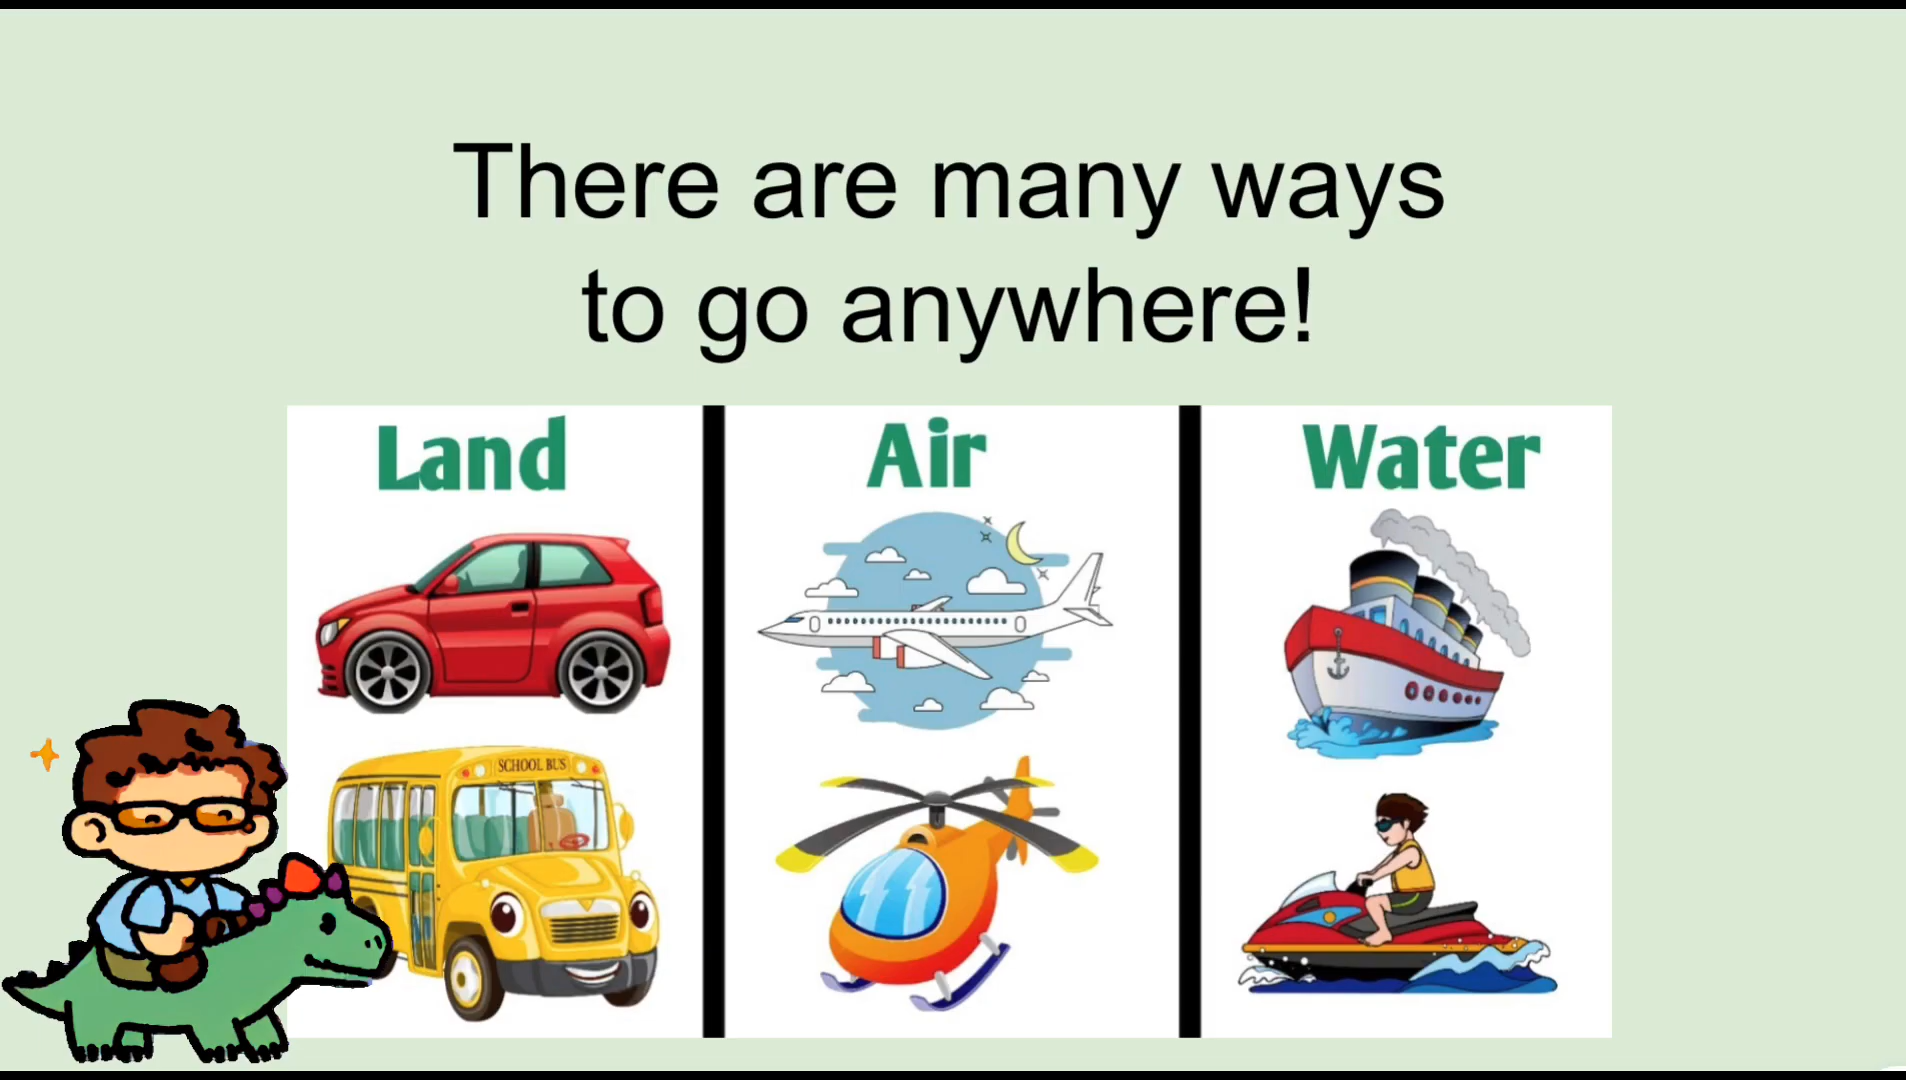 There are many ways
to go anywhere!
Land
Air
Water
SCHOOL BUS